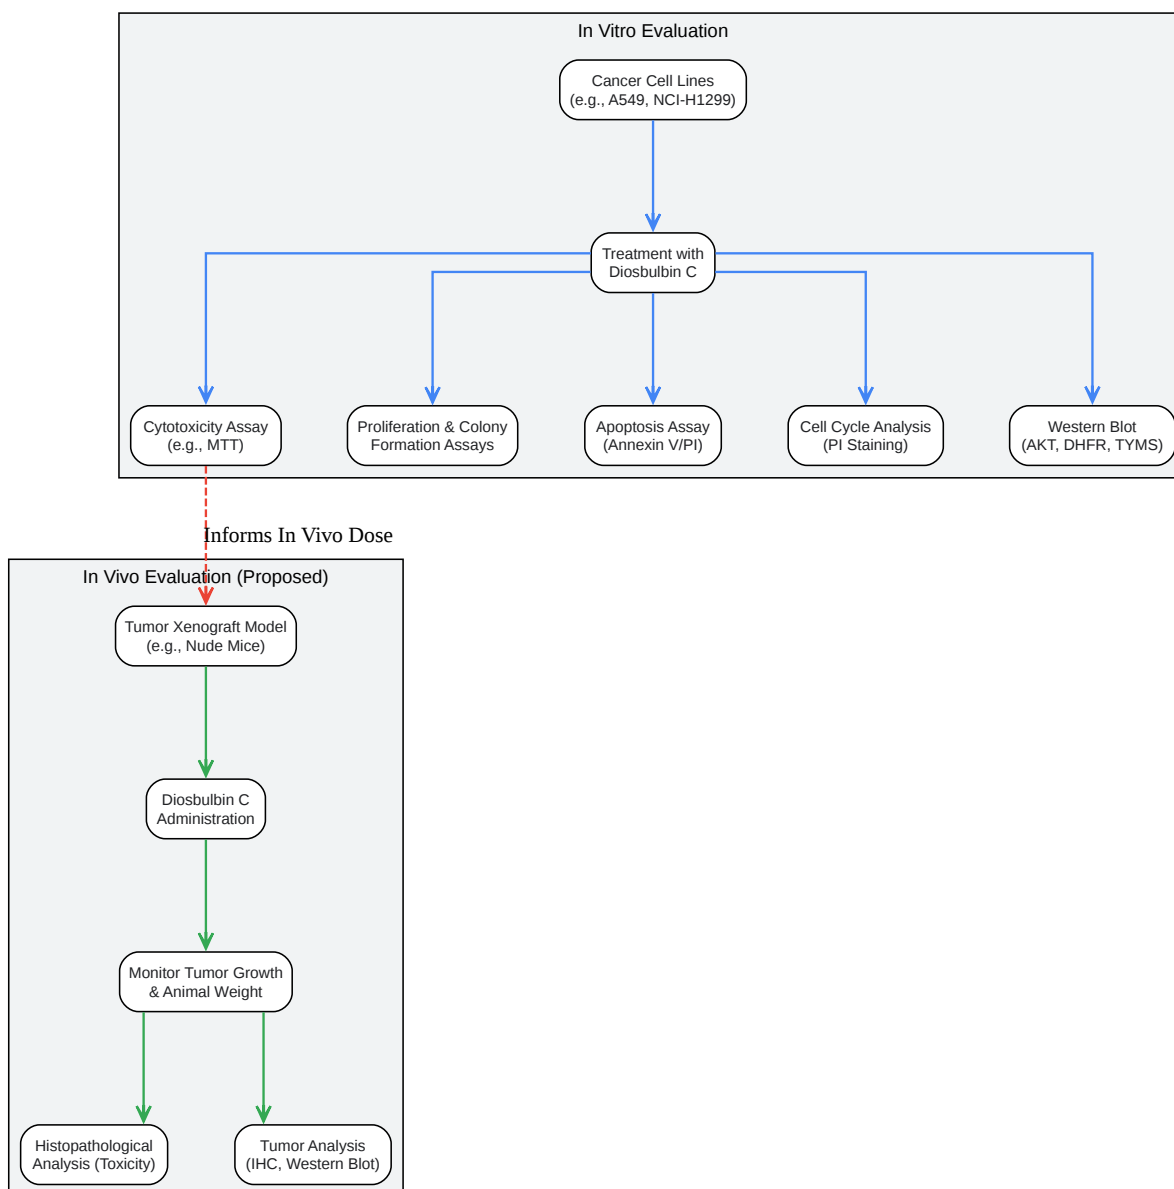 In Vitro Evaluation
Cancer Cell Lines
(e.g., A549, NCI-H1299)
Treatment with
Diosbulbin C
Cytotoxicity Assay
(e.g., MTT)
Proliferation & Colony
Formation Assays
Apoptosis Assay
(Annexin V/PI)
Cell Cycle Analysis
(PI Staining)
Western Blot
(AKT, DHFR, TYMS)
Informs In Vivo Dose
In Vivo Evaluation (Proposed)
Tumor Xenograft Model
(e.g., Nude Mice)
Diosbulbin C
Administration
Monitor Tumor Growth
& Animal Weight
Histopathological
Analysis (Toxicity)
Tumor Analysis
(IHC, Western Blot)